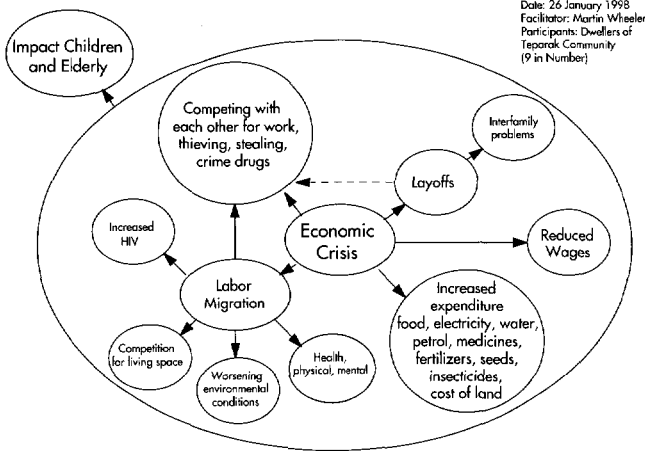 Date: 26 January 1998
Facilitator: Martin Wheeler
Participants: Dwellers of
Teparak Community
(9 in Number)
Impact Children
and Elderly
Competing with
each other for work,
thieving, stealing,
crime drugs
Interfamily
problems
Layoffs
Increased
HIV
Economic
Crisis
Reduced
Wages
Labor
Migration
Increased
expenditure
food, electricity, water,
petrol, medicines,
fertilizers, seeds,
insecticides,
cost of land
Competition
for living space
Worsening
environmental
conditions
Health,
physical, mental